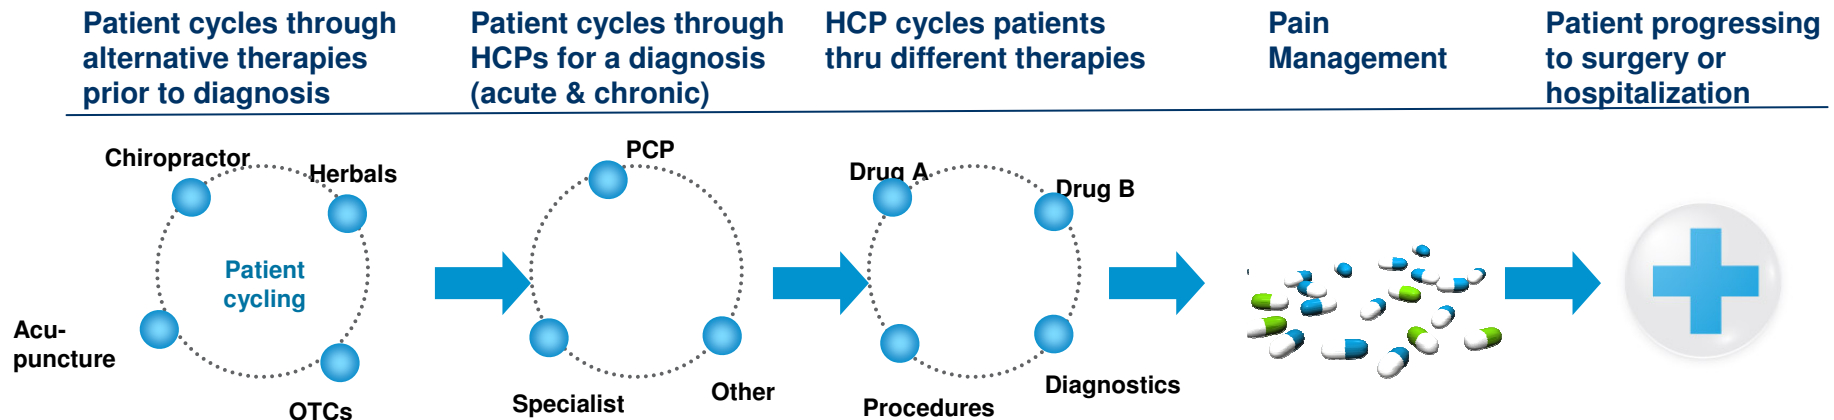 Patient cycles through
alternative therapies
prior to diagnosis
Patient cycles through
HCPs for a diagnosis
(acute & chronic)
HCP cycles patients
thru different therapies
Pain
Management
Patient progressing
to surgery or
hospitalization
Chiropractor
Herbals
Patient
cycling
Acu-
puncture
OTCs
PCP
Specialist
Other
Drug A
Drug B
Procedures
Diagnostics